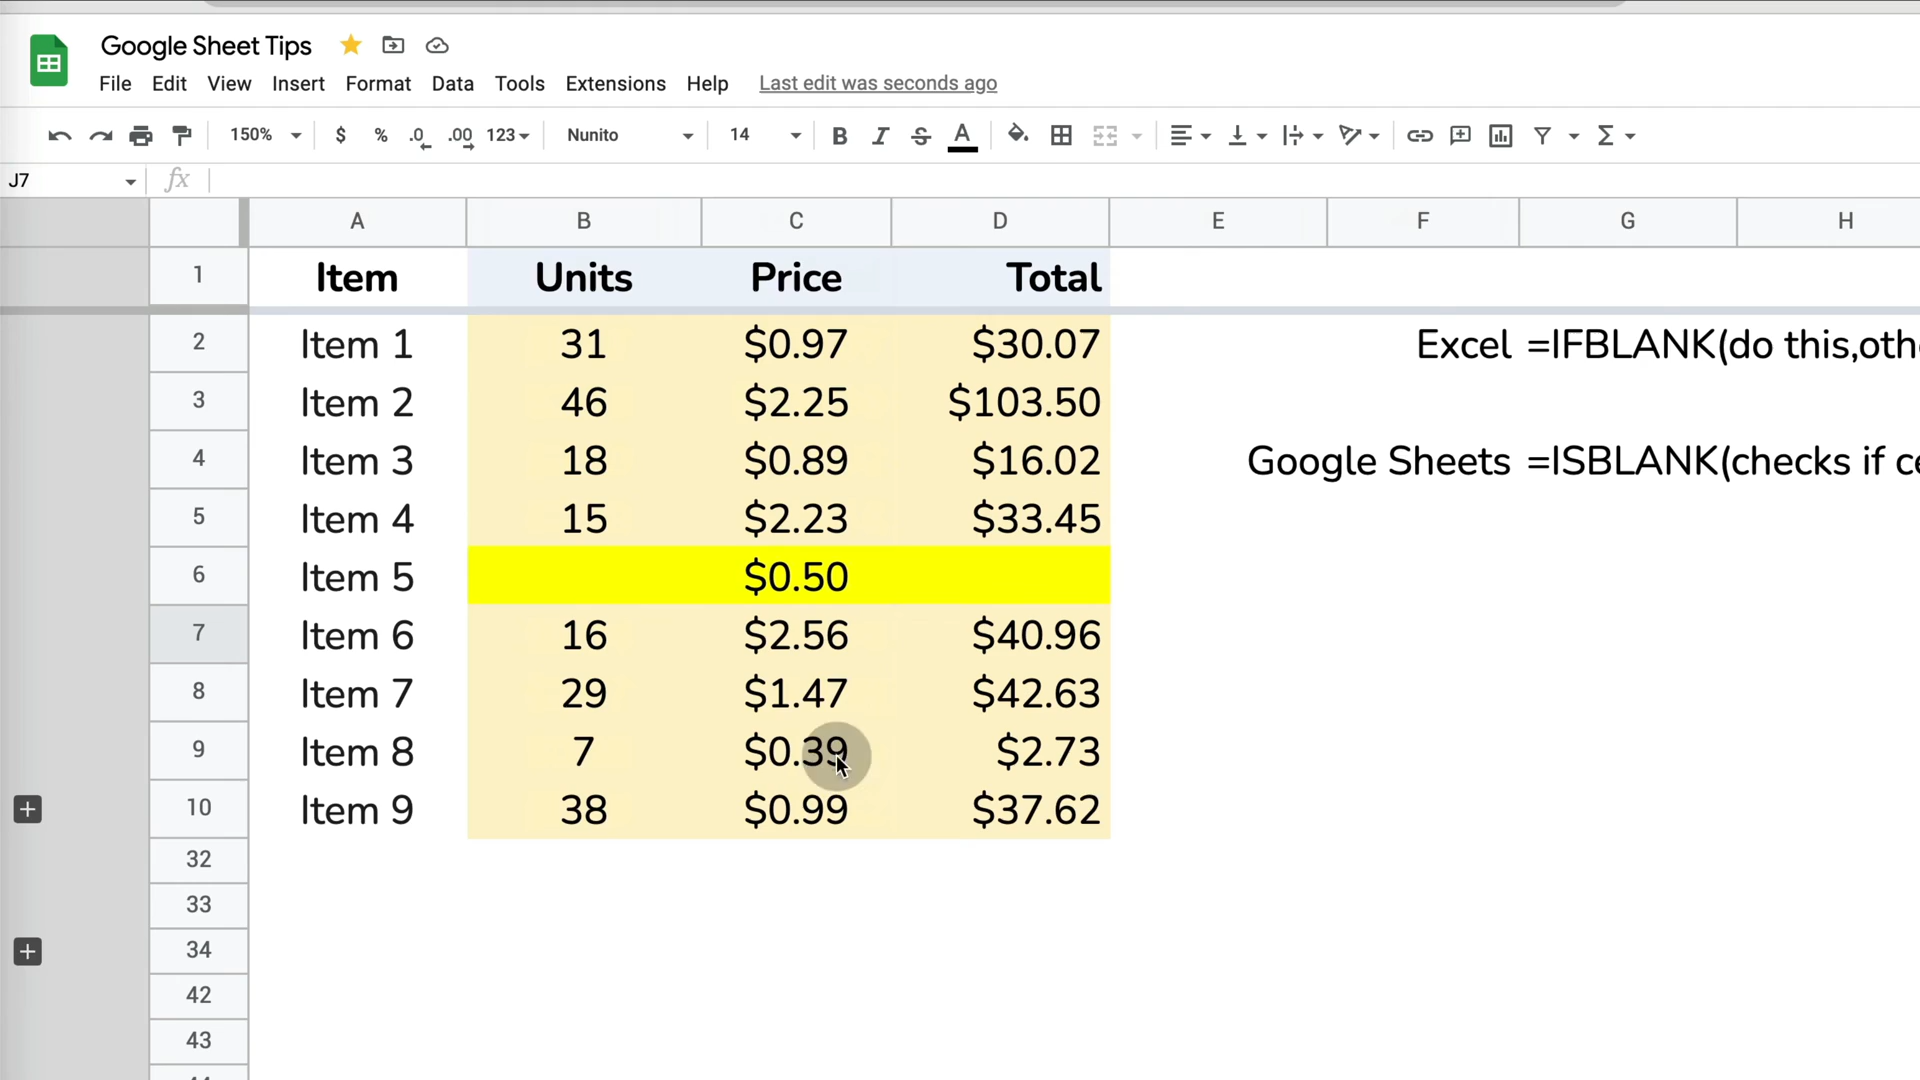 Google Sheet Tips
File Edit View Insert Format Data Tools Extensions Help Last edit was seconds ago
150% $ % .0 .00 123 Nunito 14 B I S A
J7 fx
A B C D E F G H
1 Item Units Price Total
2 Item 1 31 $0.97 $30.07 Excel =IFBLANK(do this,oth
3 Item 2 46 $2.25 $103.50
4 Item 3 18 $0.89 $16.02 Google Sheets =ISBLANK(checks if ce
5 Item 4 15 $2.23 $33.45
6 Item 5 $0.50
7 Item 6 16 $2.56 $40.96
8 Item 7 29 $1.47 $42.63
9 Item 8 7 $0.39 $2.73
10 Item 9 38 $0.99 $37.62
32
33
34
42
43